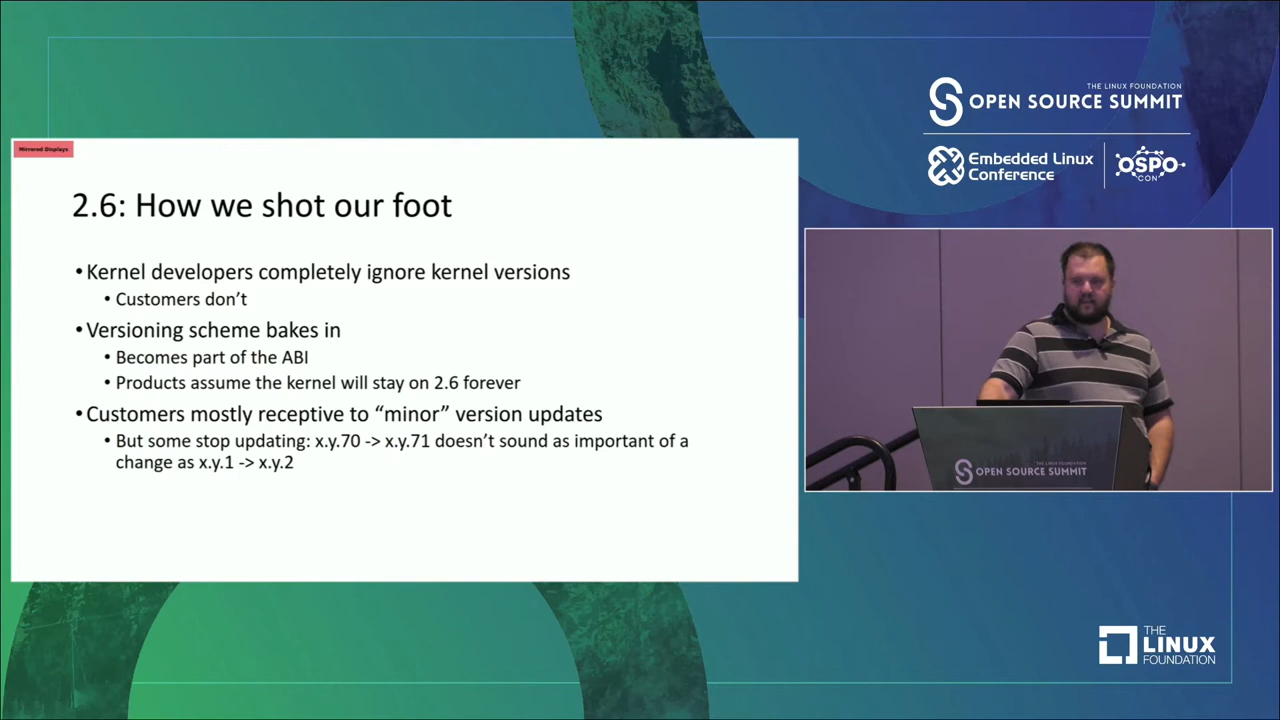 THE LINUX FOUNDATION
OPEN SOURCE SUMMIT
Embedded Linux
Conference
OSPO
CON
Mirrored Displays
2.6: How we shot our foot
•Kernel developers completely ignore kernel versions
• Customers don’t
•Versioning scheme bakes in
• Becomes part of the ABI
• Products assume the kernel will stay on 2.6 forever
•Customers mostly receptive to “minor” version updates
• But some stop updating: x.y.70 -> x.y.71 doesn’t sound as important of a
change as x.y.1 -> x.y.2
THE LINUX FOUNDATION
OPEN SOURCE SUMMIT
THE
LINUX
FOUNDATION